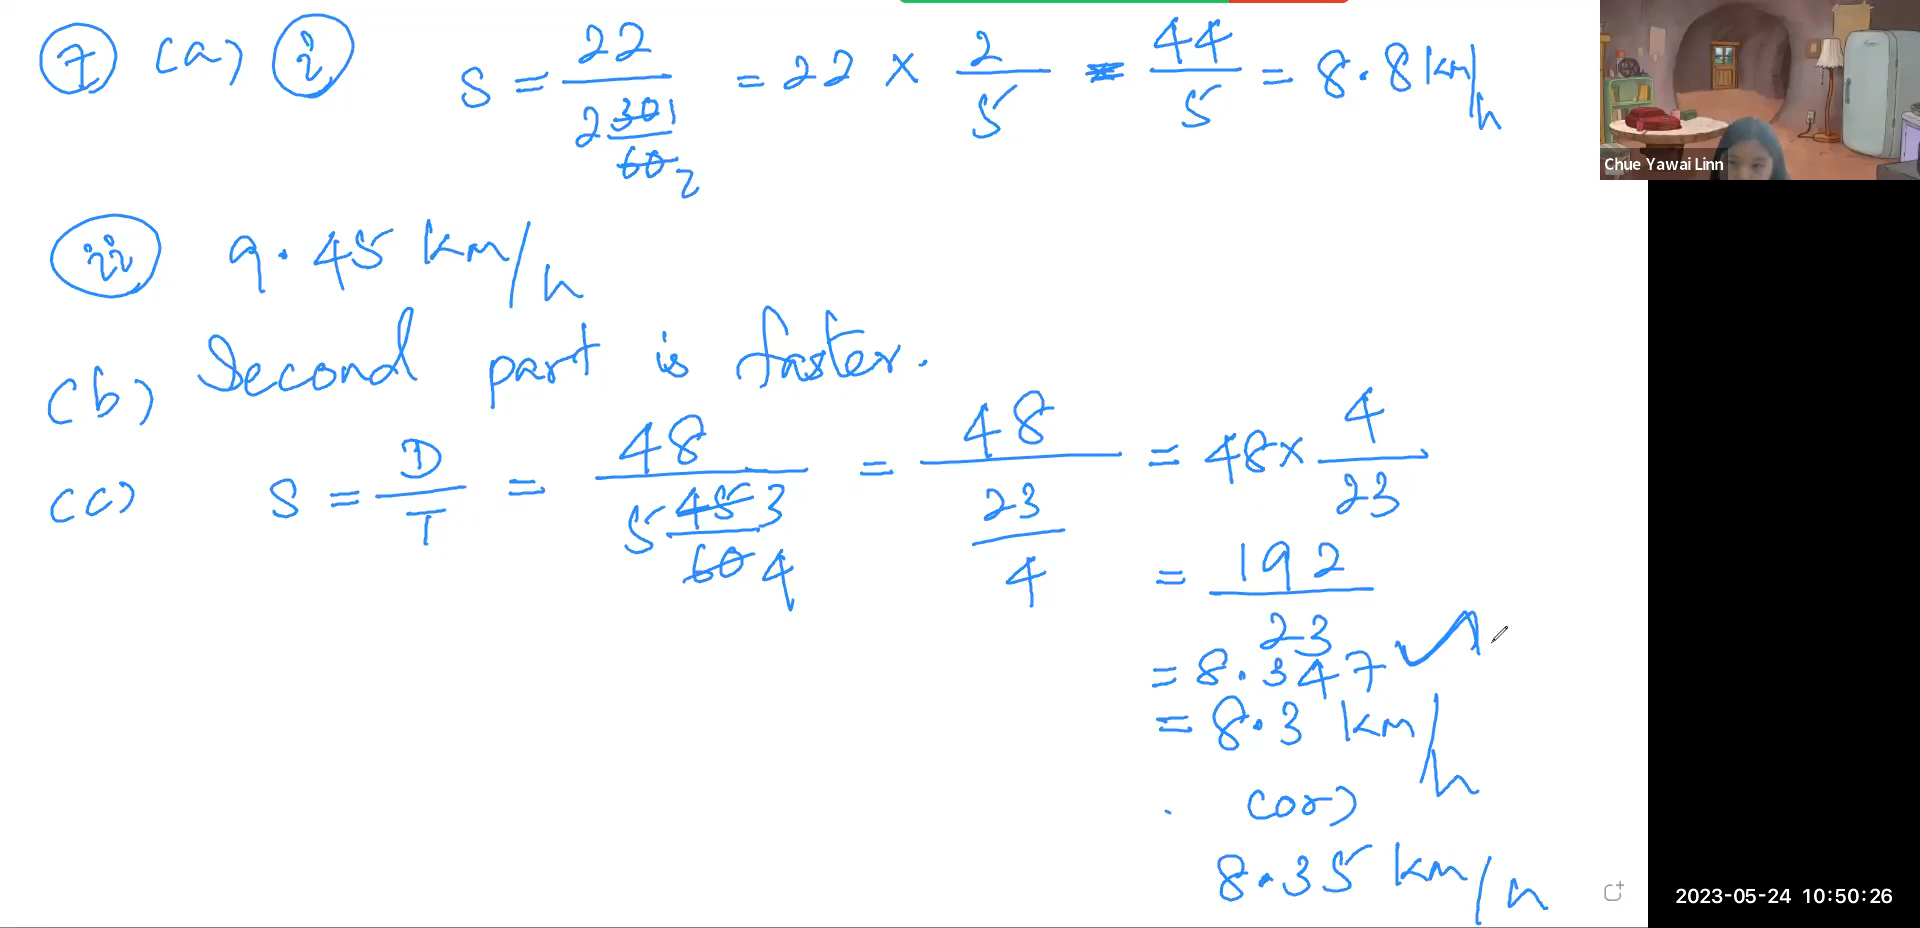 7 (a) i S = 22 / 2 30 1 / 60 2 = 22 × 2/5 = 44/5 = 8.8 km/h
Chue Yawai Linn
ii 9.45 km/h
(b) Second part is faster.
(c) S = D/T = 48 / 5 45 3 / 60 4 = 48 / 23/4 = 48 × 4/23
= 192/23
= 8.347 ✓
= 8.3 km/h
(or)
8.35 km/h
2023-05-24 10:50:26